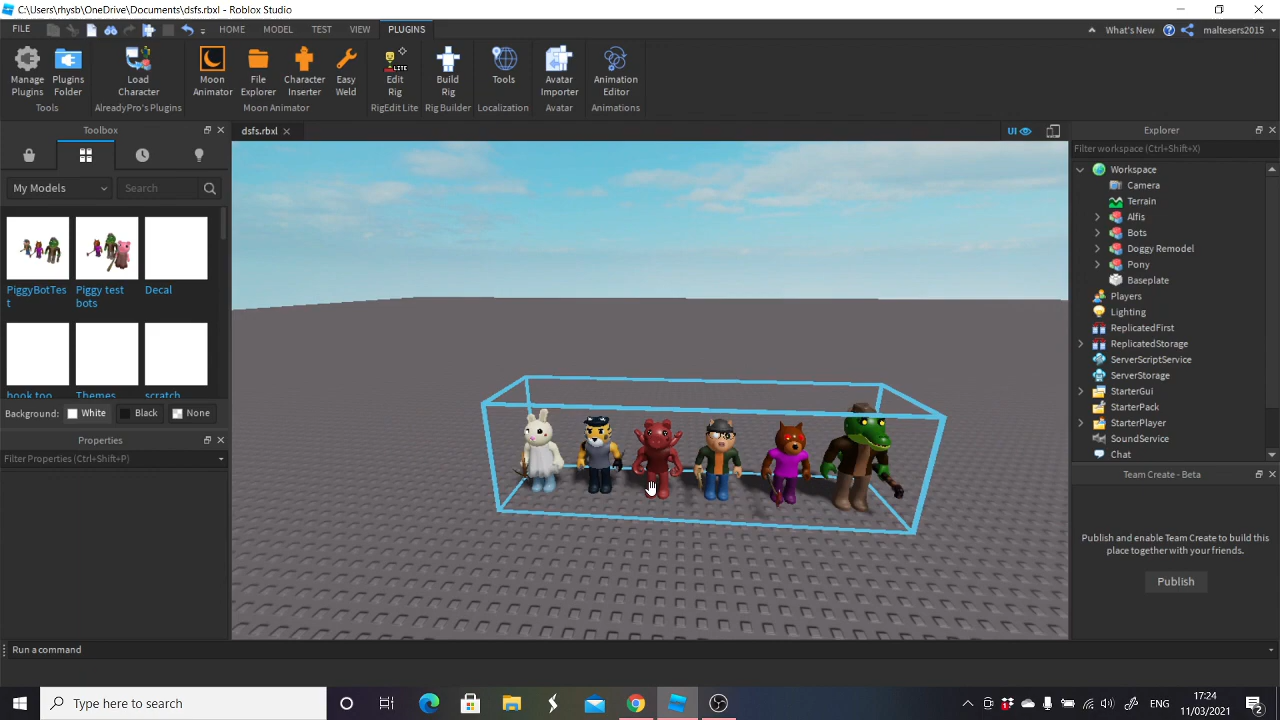 C:\Users\rhysb\OneDrive\Documents\dsfs.rbxl - Roblox Studio
FILE HOME MODEL TEST VIEW PLUGINS What's New maltesers2015
Manage Plugins
Plugins Folder
Tools
Load Character
AlreadyPro's Plugins
Moon Animator
File Explorer
Character Inserter
Easy Weld
Moon Animator
LITE
Edit Rig
RigEdit Lite
Build Rig
Rig Builder
Tools
Localization
Avatar Importer
Avatar
Animation Editor
Animations
Toolbox
My Models
Search
PiggyBotTes
t
Piggy test
bots
Decal
book too
Themes
scratch
Background: White Black None
Properties
Filter Properties (Ctrl+Shift+P)
dsfs.rbxl
UI
Explorer
Filter workspace (Ctrl+Shift+X)
Workspace
Camera
Terrain
Alfis
Bots
Doggy Remodel
Pony
Baseplate
Players
Lighting
ReplicatedFirst
ReplicatedStorage
ServerScriptService
ServerStorage
StarterGui
StarterPack
StarterPlayer
SoundService
Chat
Team Create - Beta
Publish and enable Team Create to build this
place together with your friends.
Publish
Run a command
Type here to search
ENG
17:24
11/03/2021
2